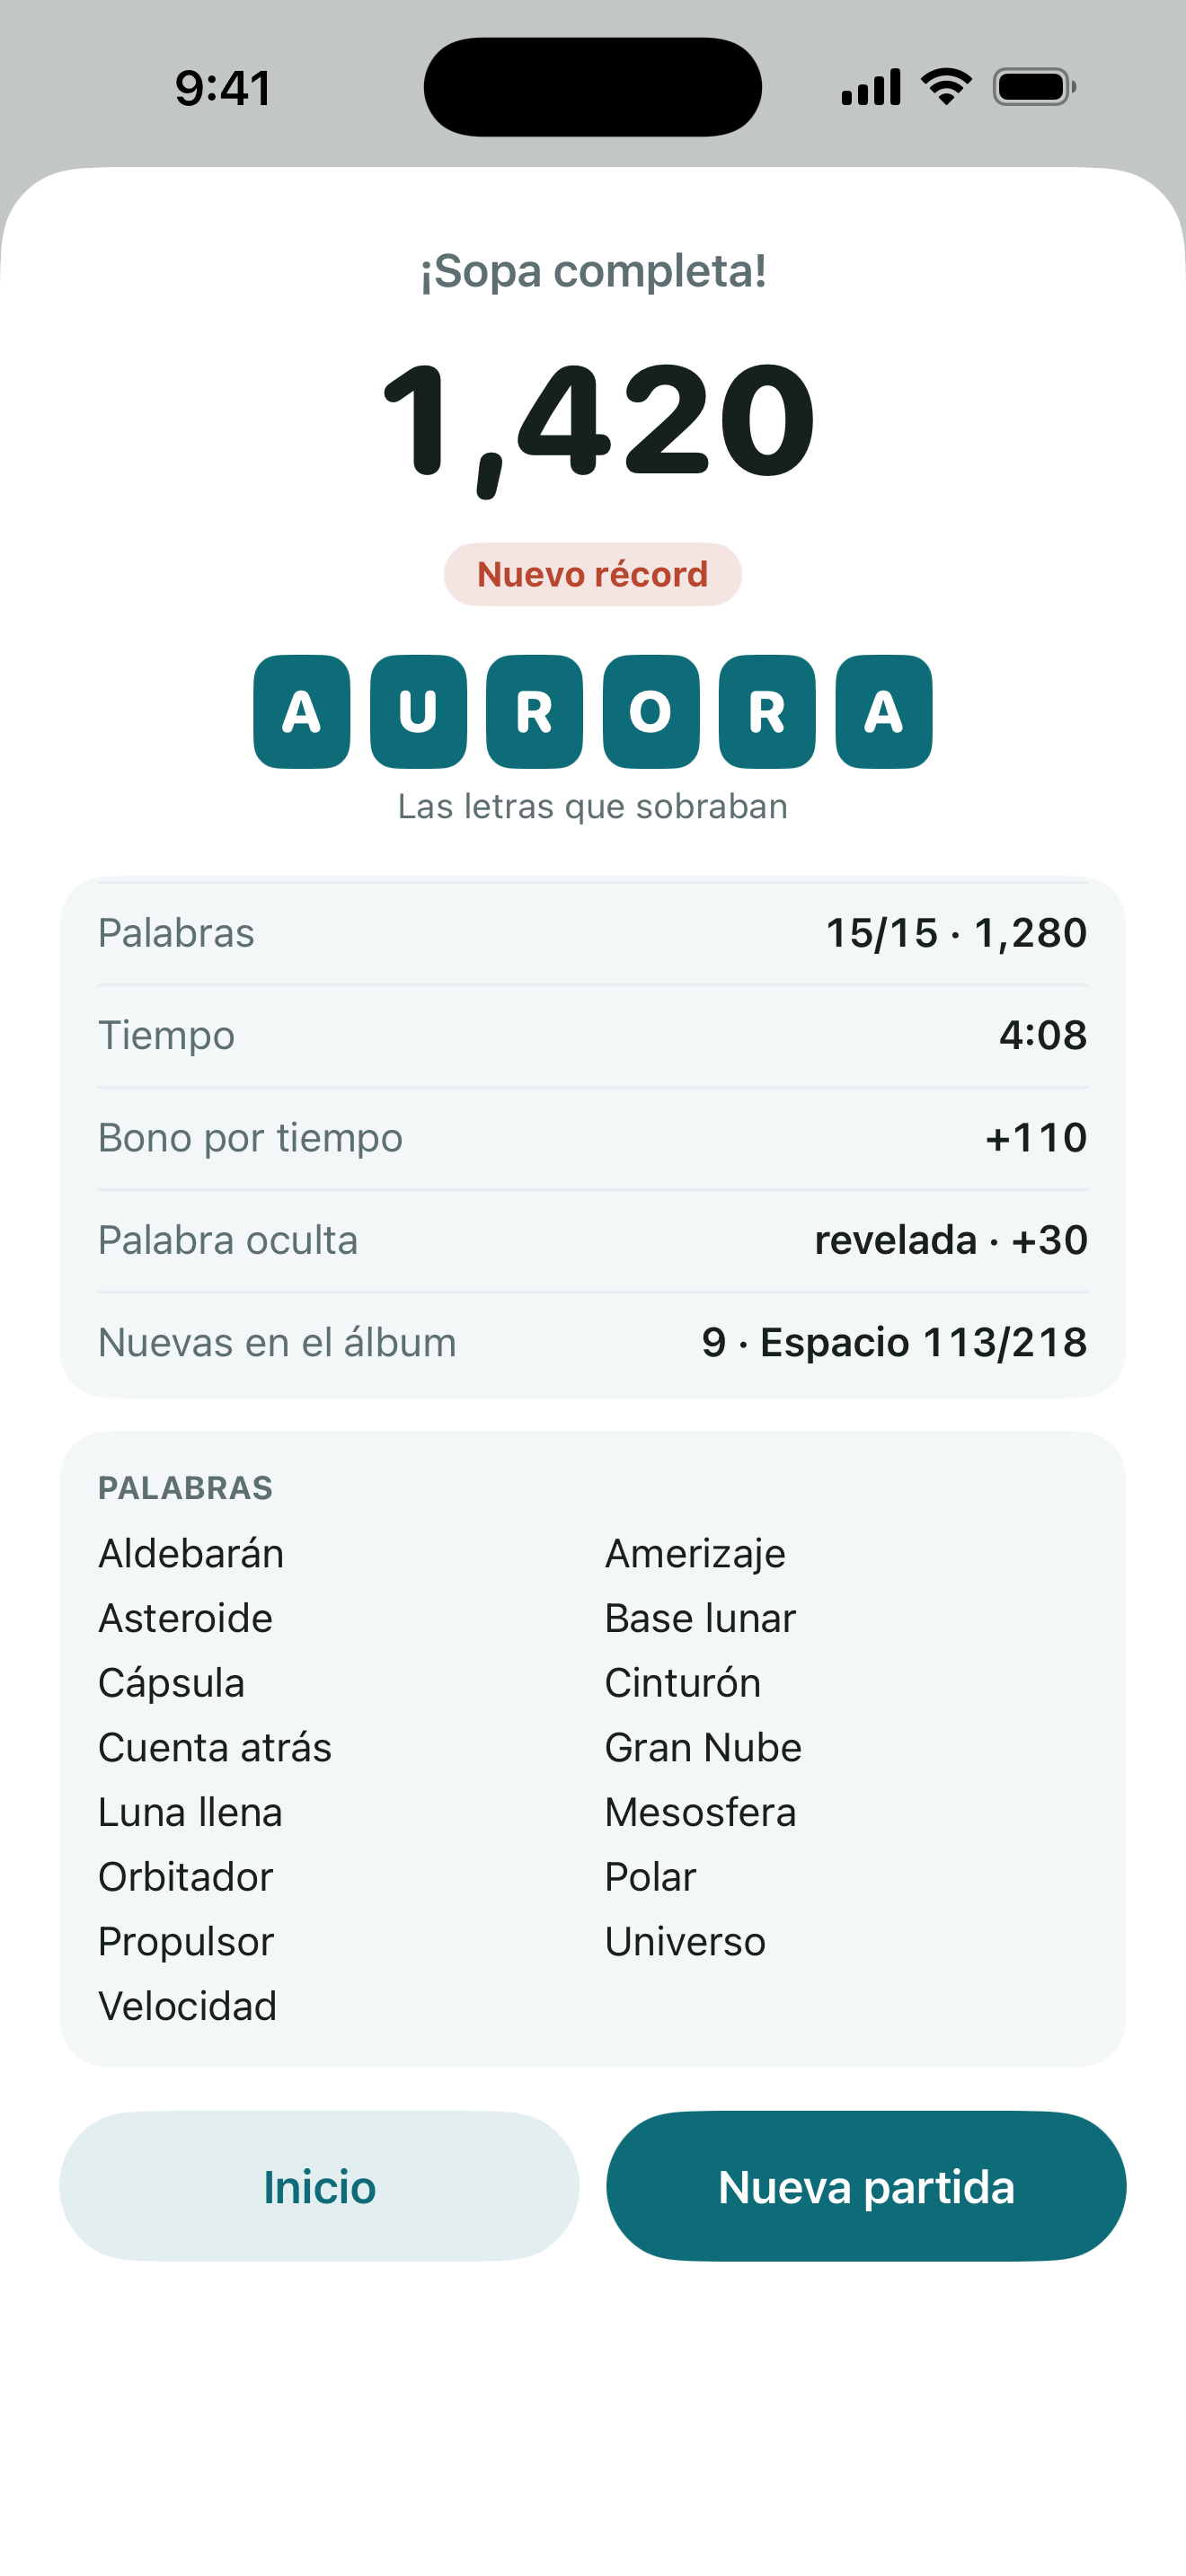 9:41
¡Sopa completa!
1,420
Nuevo récord
AURORA
Las letras que sobraban
Palabras 15/15 · 1,280
Tiempo 4:08
Bono por tiempo +110
Palabra oculta revelada · +30
Nuevas en el álbum 9 · Espacio 113/218
PALABRAS
Aldebarán Amerizaje
Asteroide Base lunar
Cápsula Cinturón
Cuenta atrás Gran Nube
Luna llena Mesosfera
Orbitador Polar
Propulsor Universo
Velocidad
Inicio Nueva partida